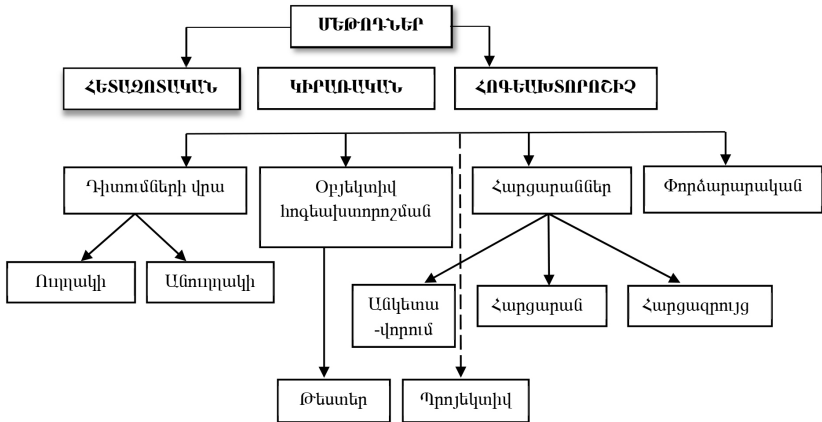 ՄԵԹՈԴՆԵՐ
ՀԵՏԱԶՈՏԱԿԱՆ
ԿԻՐԱՌԱԿԱՆ
ՀՈԳԵԱԽՏՈՐՈՇԻՉ
Դիտումների վրա
Օբյեկտիվ
հոգեախտորոշման
Հարցարաններ
Փորձարարական
Ուղղակի
Անուղղակի
Անկետա
-վորում
Հարցարան
Հարցազրույց
Թեստեր
Պրոյեկտիվ